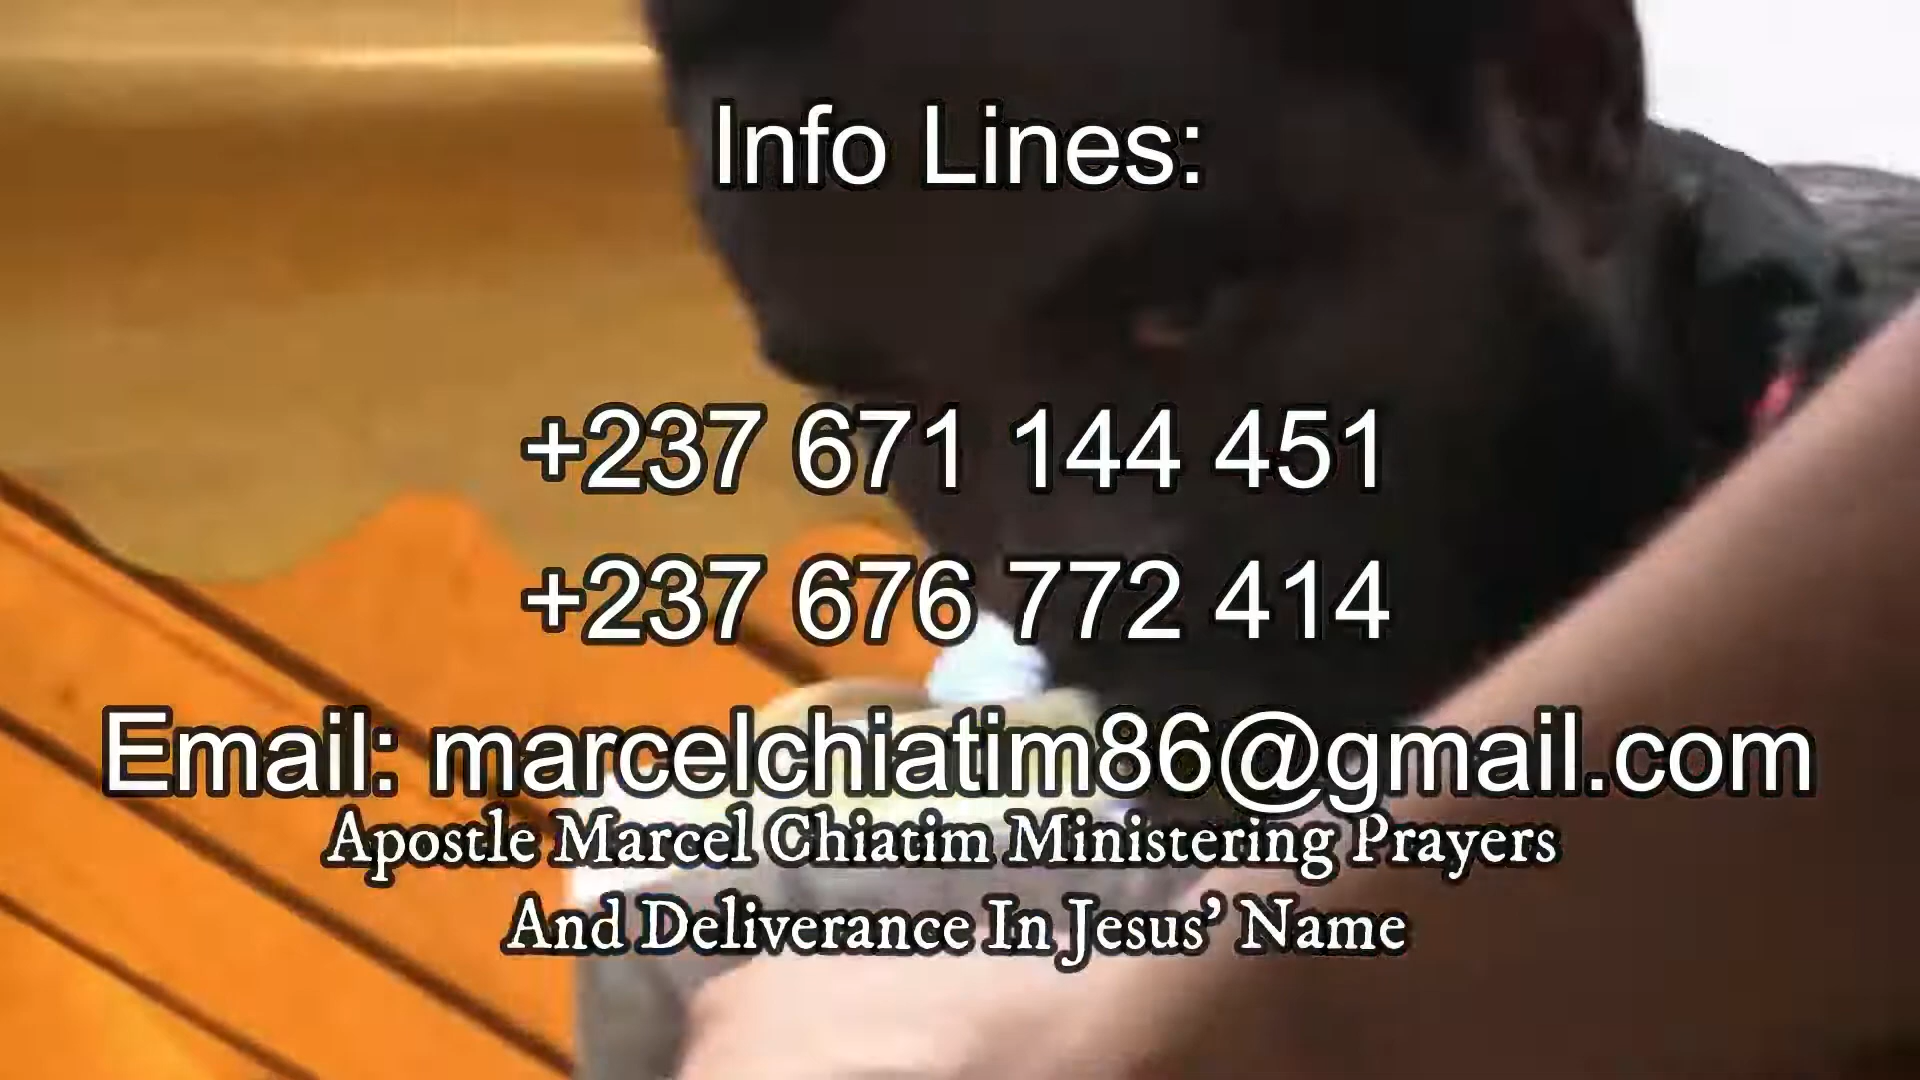 Info Lines:
+237 671 144 451
+237 676 772 414
Email: marcelchiatim86@gmail.com
Apostle Marcel Chiatim Ministering Prayers
And Deliverance In Jesus' Name